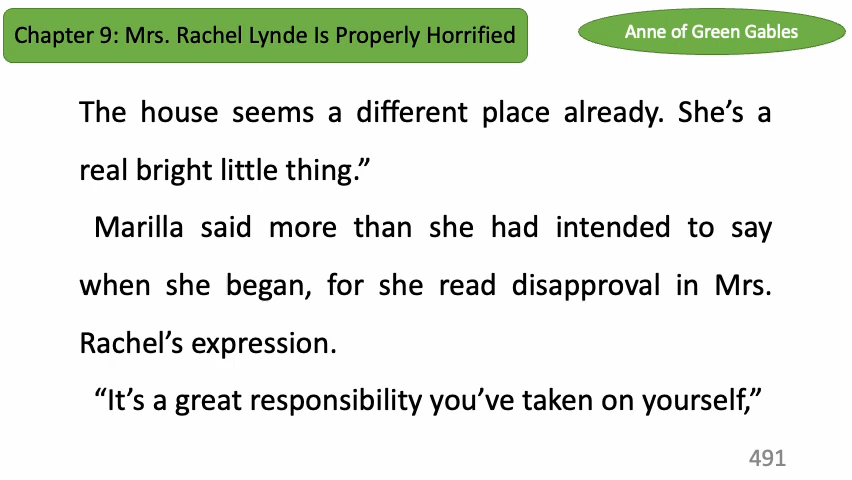 Chapter 9: Mrs. Rachel Lynde Is Properly Horrified
Anne of Green Gables
The house seems a different place already. She’s a
real bright little thing.”
Marilla said more than she had intended to say
when she began, for she read disapproval in Mrs.
Rachel’s expression.
“It’s a great responsibility you’ve taken on yourself,”
491